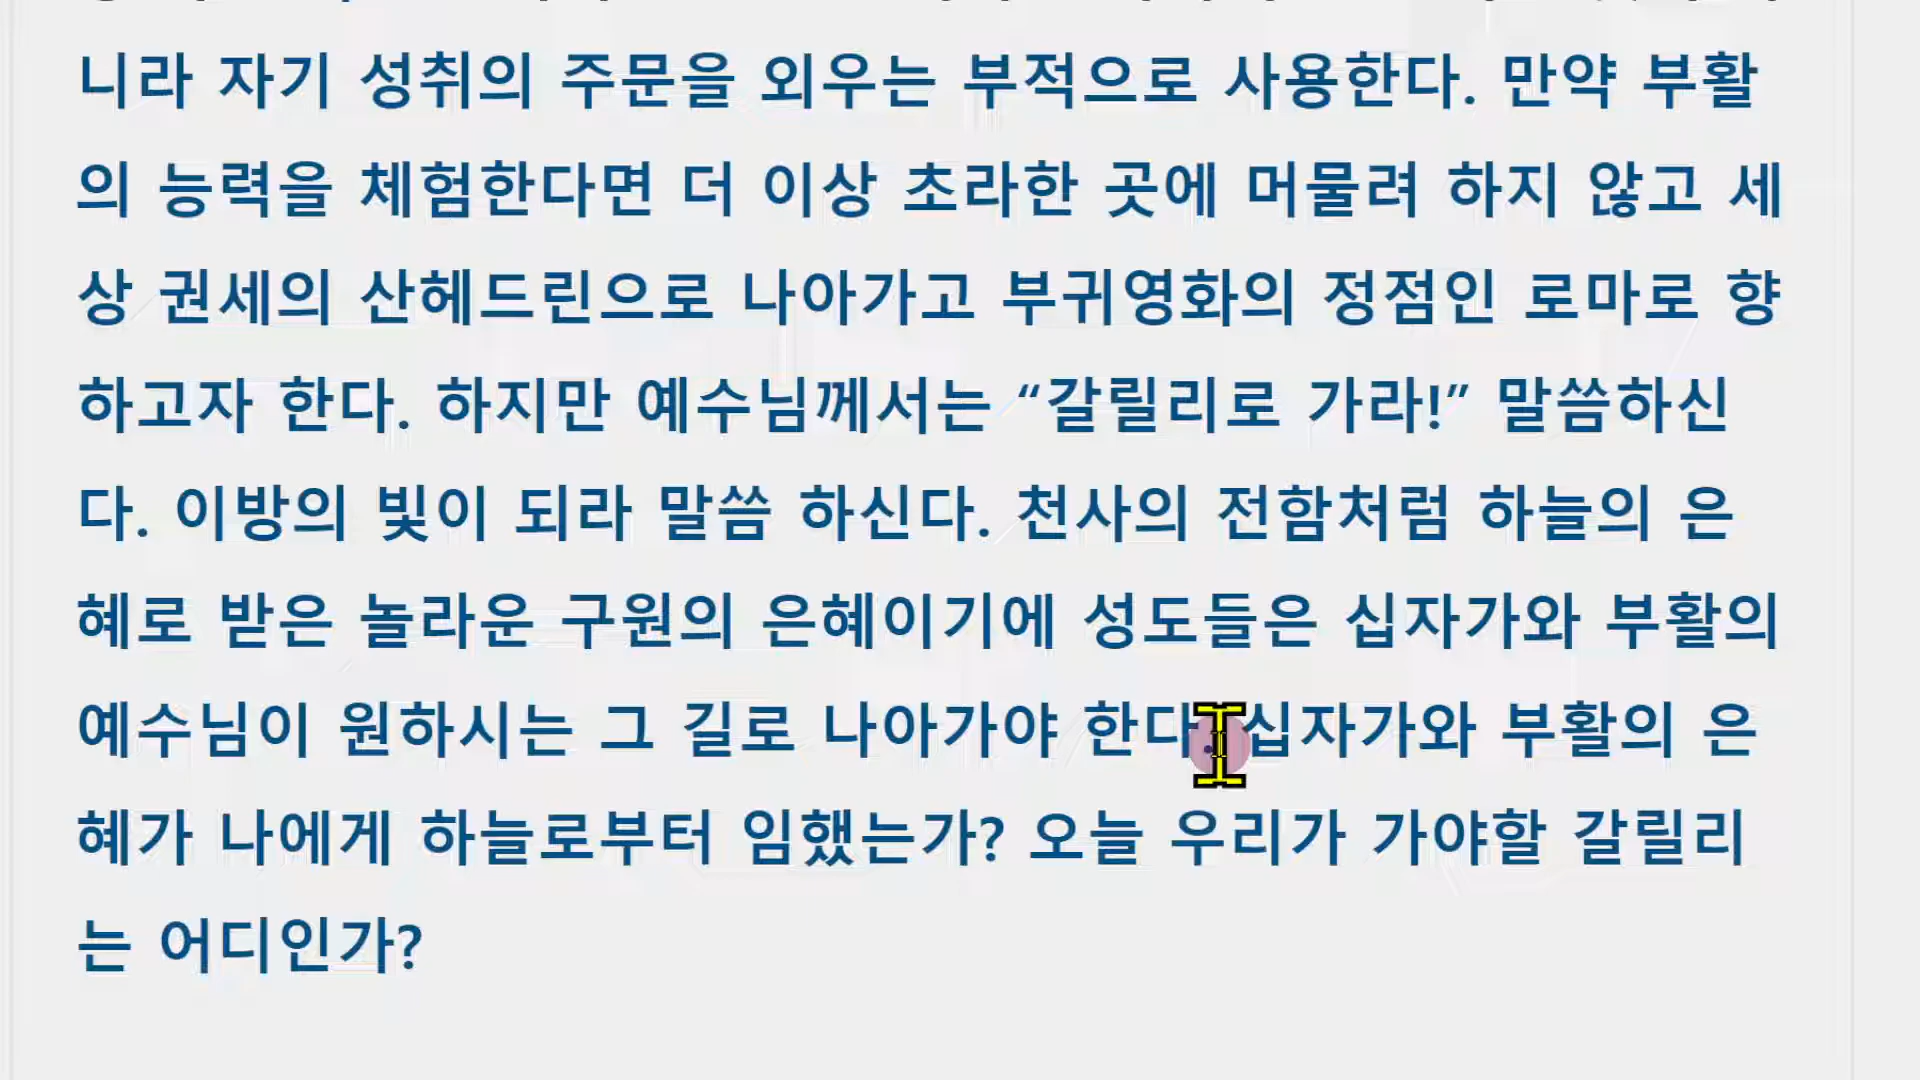 니라 자기 성취의 주문을 외우는 부적으로 사용한다. 만약 부활
의 능력을 체험한다면 더 이상 초라한 곳에 머물려 하지 않고 세
상 권세의 산헤드린으로 나아가고 부귀영화의 정점인 로마로 향
하고자 한다. 하지만 예수님께서는 “갈릴리로 가라!” 말씀하신
다. 이방의 빛이 되라 말씀 하신다. 천사의 전함처럼 하늘의 은
혜로 받은 놀라운 구원의 은혜이기에 성도들은 십자가와 부활의
예수님이 원하시는 그 길로 나아가야 한다. 십자가와 부활의 은
혜가 나에게 하늘로부터 임했는가? 오늘 우리가 가야할 갈릴리
는 어디인가?